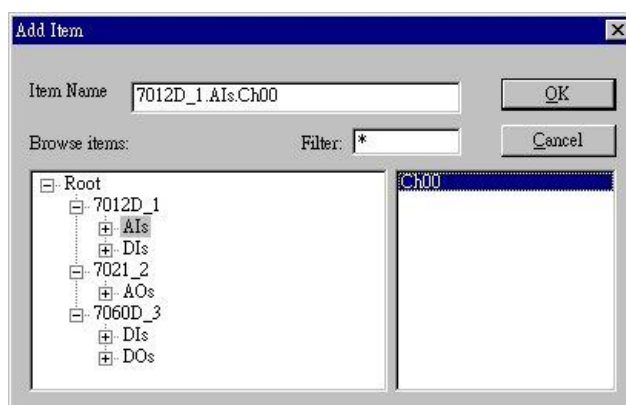 Add Item
Item Name 7012D_1.AIs.Ch00 OK
Browse items: Filter: * Cancel
Root
7012D_1
AIs
DIs
7021_2
AOs
7060D_3
DIs
DOs
Ch00